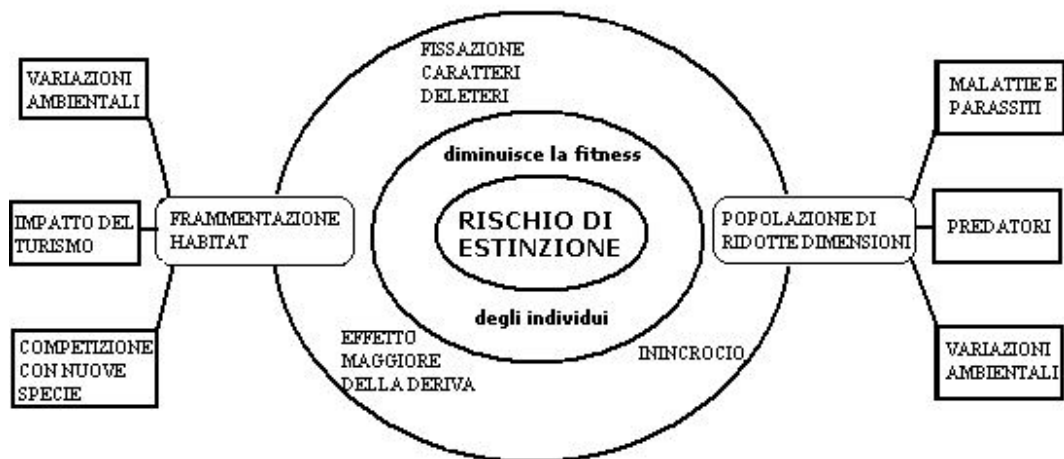 FISSAZIONE
CARATTERI
DELETERI
VARIAZIONI
AMBIENTALI
MALATTIE E
PARASSITI
diminuisce la fitness
IMPATTO DEL
TURISMO
FRAMMENTAZIONE
HABITAT
RISCHIO DI
ESTINZIONE
POPOLAZIONE DI
RIDOTTE DIMENSIONI
PREDATORI
degli individui
COMPETIZIONE
CON NUOVE
SPECIE
EFFETTO
MAGGIORE
DELLA DERIVA
ININCROCIO
VARIAZIONI
AMBIENTALI